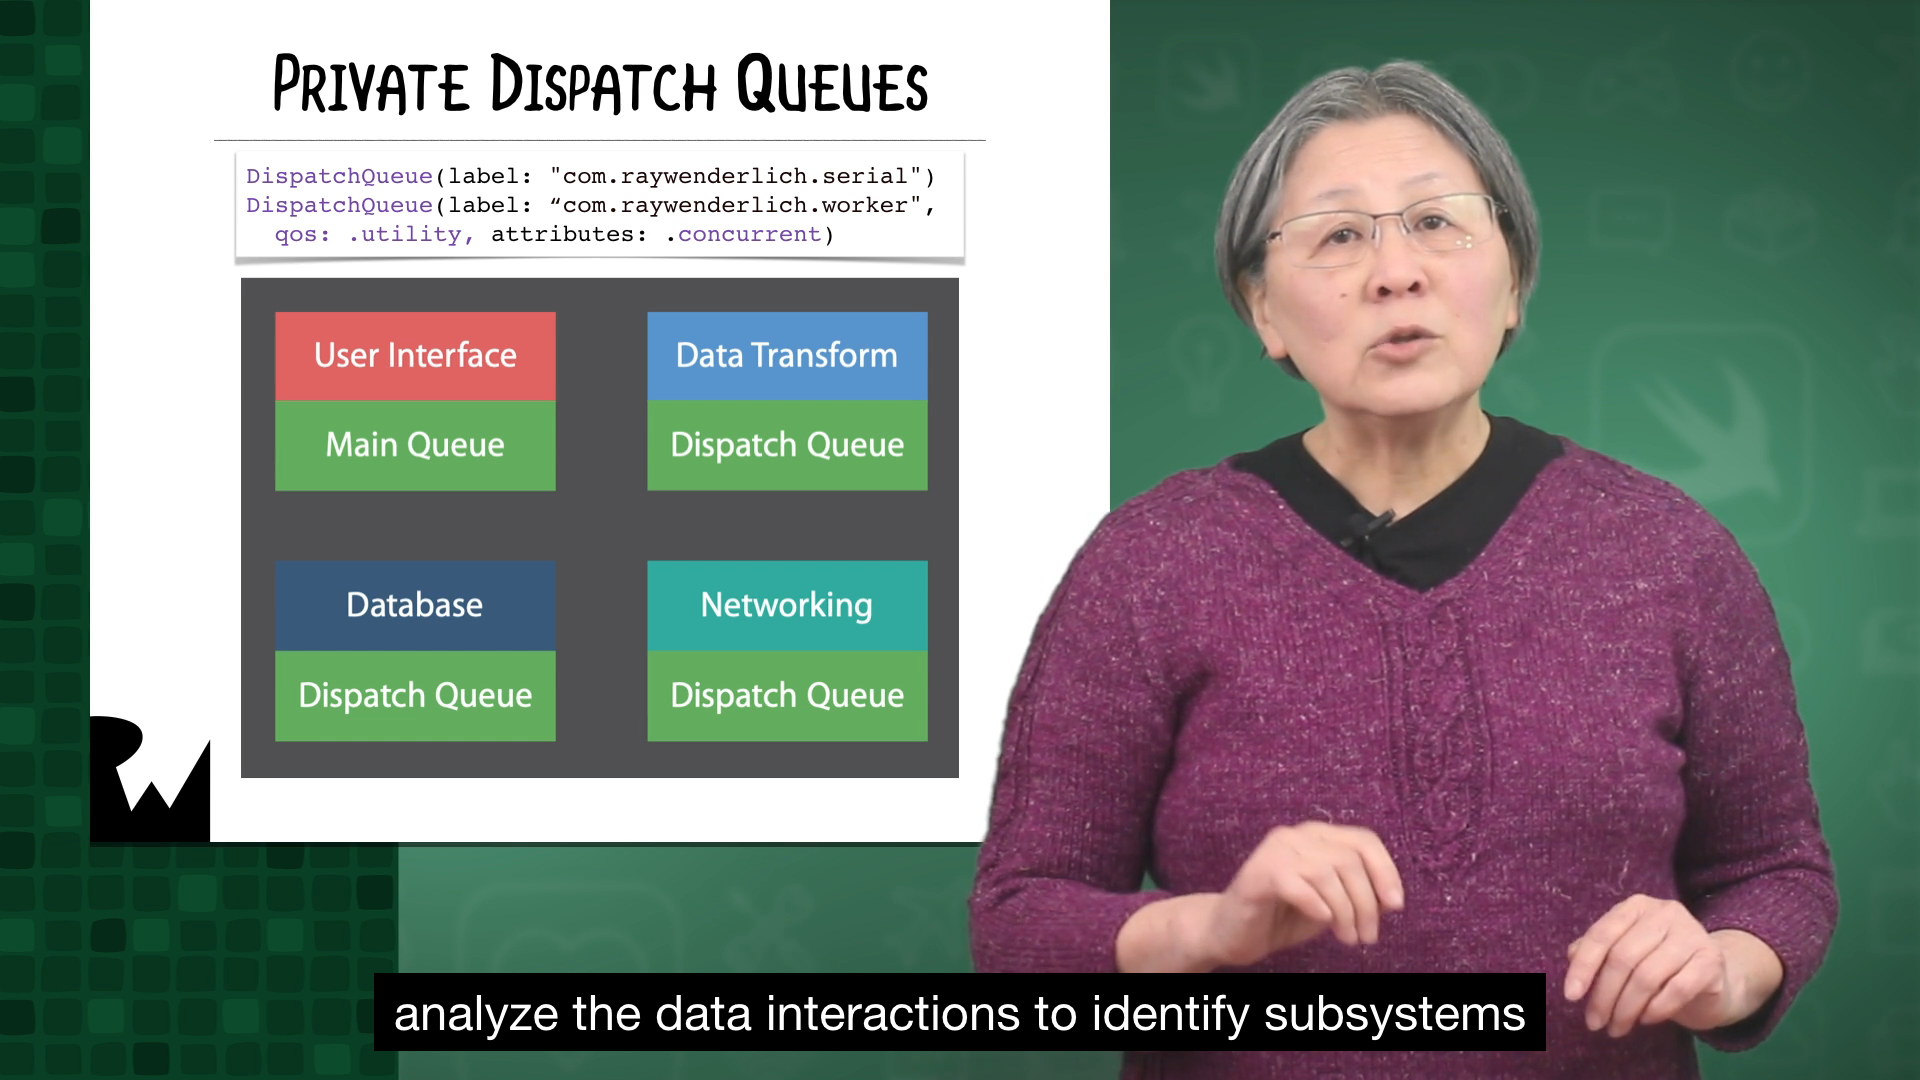 PRIVATE DISPATCH QUEUES
DispatchQueue(label: "com.raywenderlich.serial")
DispatchQueue(label: “com.raywenderlich.worker",
qos: .utility, attributes: .concurrent)
User Interface
Main Queue
Data Transform
Dispatch Queue
Database
Dispatch Queue
Networking
Dispatch Queue
RW
analyze the data interactions to identify subsystems